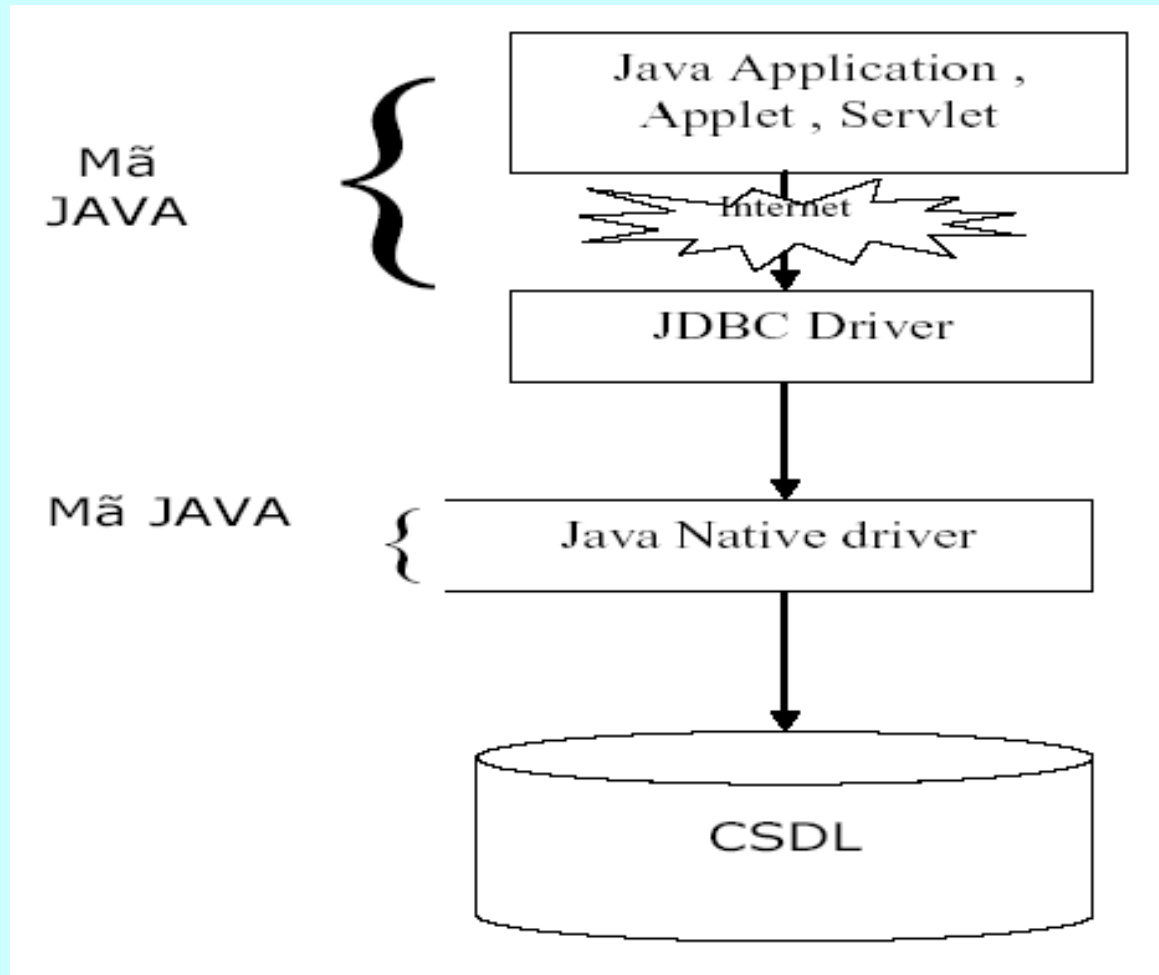 Java Application ,
Applet , Servlet
Mã
JAVA
Internet
JDBC Driver
Mã JAVA
Java Native driver
CSDL